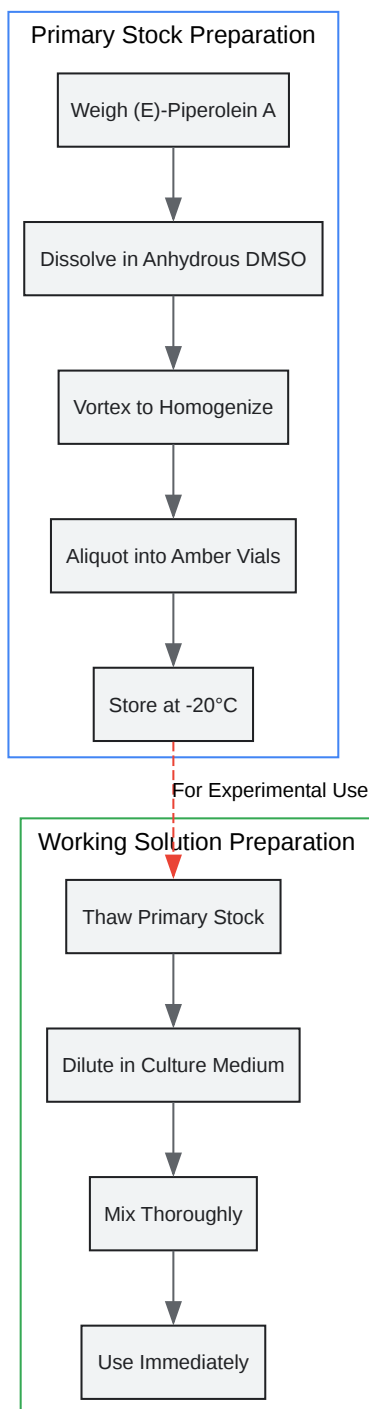 Primary Stock Preparation
Weigh (E)-Piperolein A
Dissolve in Anhydrous DMSO
Vortex to Homogenize
Aliquot into Amber Vials
Store at -20°C
For Experimental Use
Working Solution Preparation
Thaw Primary Stock
Dilute in Culture Medium
Mix Thoroughly
Use Immediately